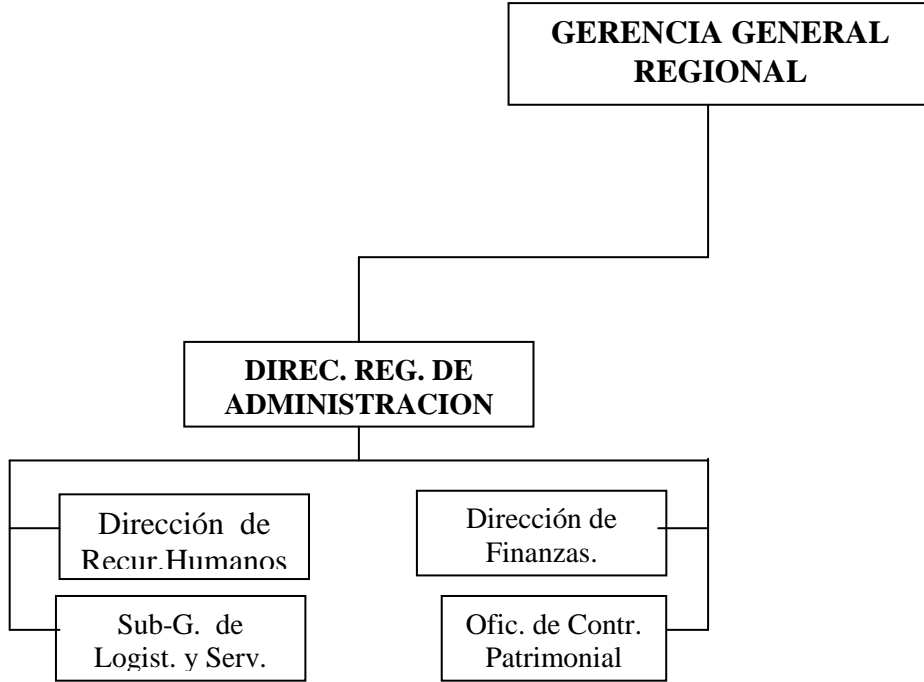 GERENCIA GENERAL
REGIONAL
DIREC. REG. DE
ADMINISTRACION
Dirección de
Recur.Humanos
Dirección de
Finanzas.
Sub-G. de
Logist. y Serv.
Ofic. de Contr.
Patrimonial